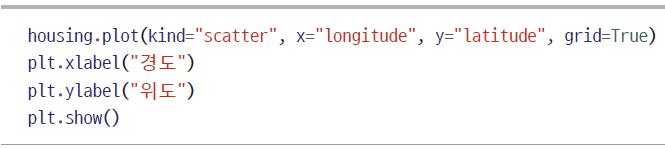 housing.plot(kind="scatter", x="longitude", y="latitude", grid=True)
plt.xlabel("경도")
plt.ylabel("위도")
plt.show()